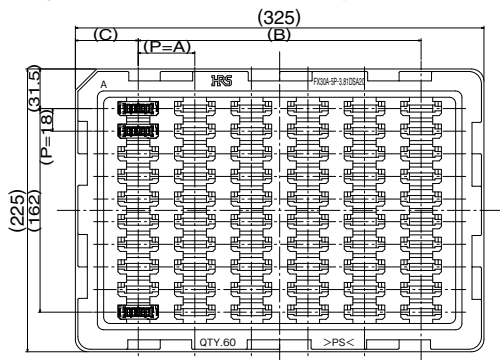 (325)
(C)
(B)
(P=A)
(31.5)
HRS
FX30A-5P-3.81DSA20
A
(P=18)
(225)
(162)
QTY.60
>PS<